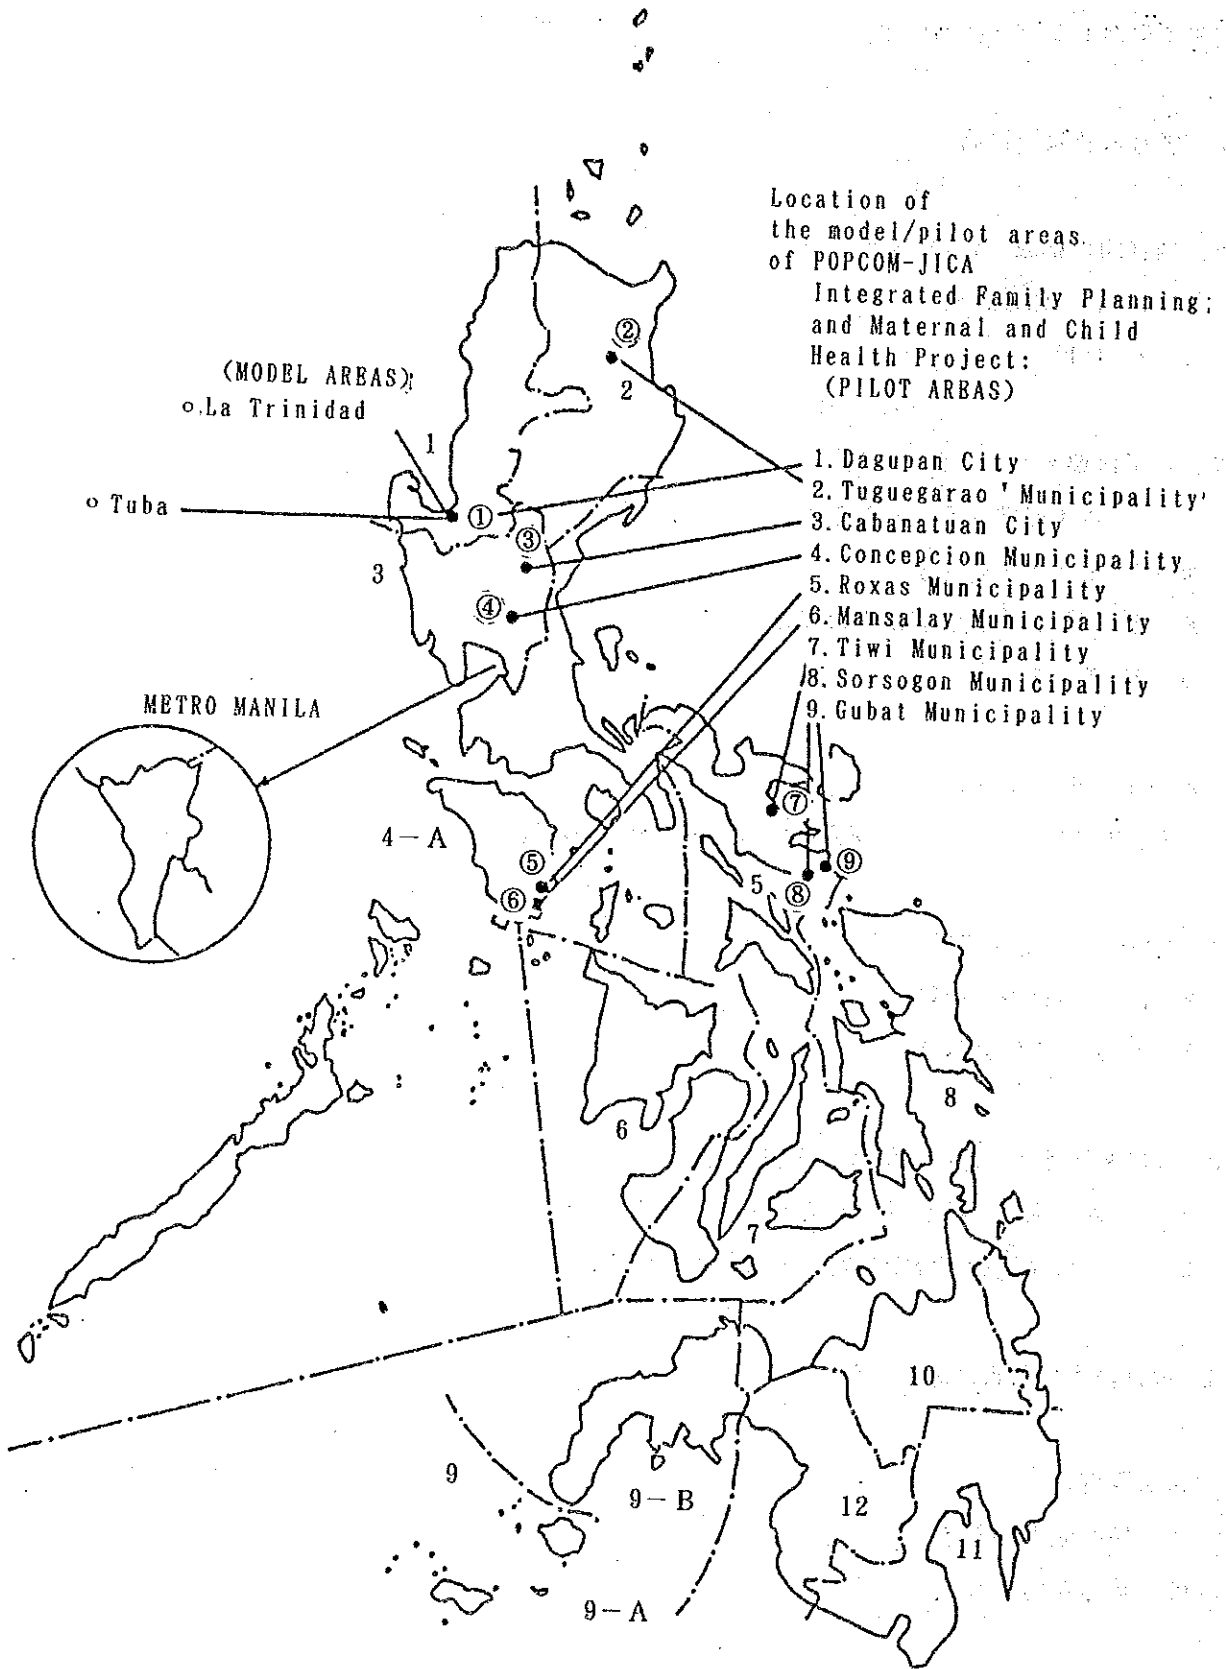 Location of
the model/pilot areas
of POPCOM-JICA
Integrated Family Planning
and Maternal and Child
Health Project:
(PILOT AREAS)
(MODEL AREAS)
o La Trinidad
o Tuba
1. Dagupan City
2. Tuguegarao 'Municipality'
3. Cabanatuan City
4. Concepcion Municipality
5. Roxas Municipality
6. Mansalay Municipality
7. Tiwi Municipality
8. Sorsogon Municipality
9. Gubat Municipality
②
2
1
①
③
3
④
METRO MANILA
4-A
⑦
⑤
⑥
5
⑧
⑨
8
6
7
10
9
9-B
12
11
9-A